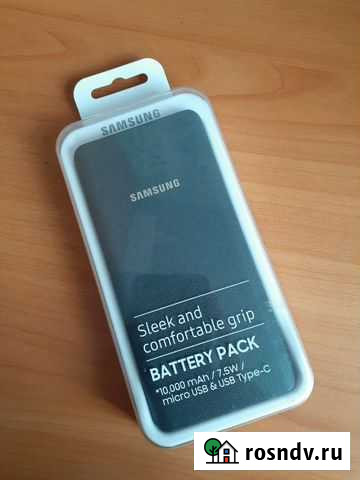 SAMSUNG
SAMSUNG
Sleek and
comfortable grip
BATTERY PACK
*10,000 mAh / 7.5W /
micro USB & USB Type-C
rosndv.ru